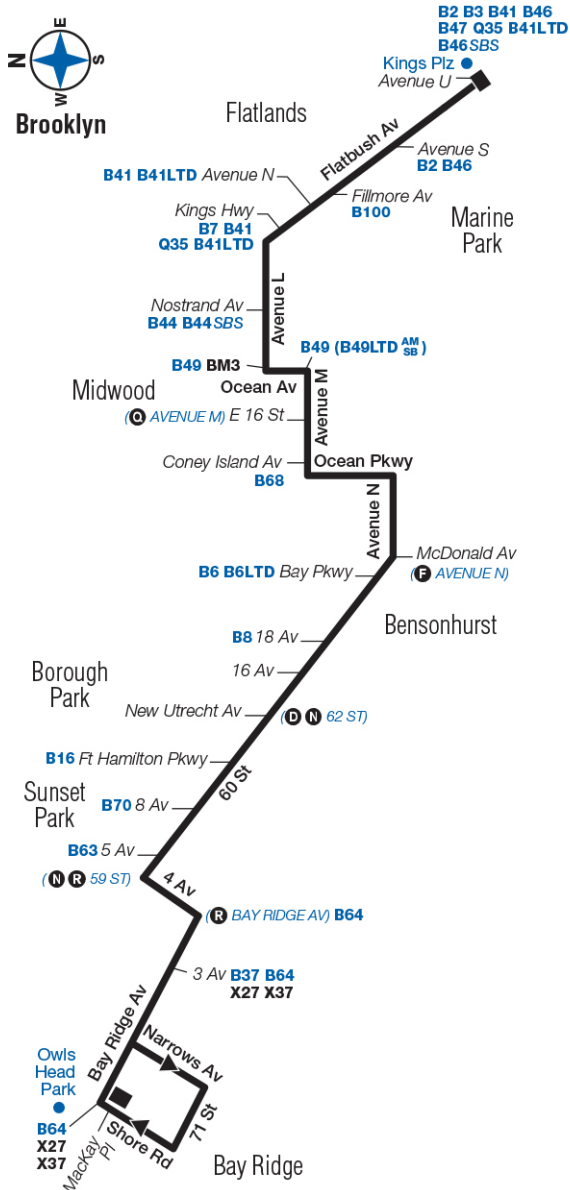 B2 B3 B41 B46
B47 Q35 B41LTD
B46SBS
Kings Plz
Avenue U
E
N
S
W
Brooklyn
Flatlands
Flatbush Av
Avenue S
B2 B46
B41 B41LTD Avenue N
Fillmore Av
B100
Kings Hwy
B7 B41
Q35 B41LTD
Marine
Park
Avenue L
Nostrand Av
B44 B44SBS
B49 (B49LTD AM SB)
B49 BM3
Ocean Av
Midwood
Avenue M
(Q AVENUE M) E 16 St
Coney Island Av
B68
Ocean Pkwy
Avenue N
McDonald Av
(F AVENUE N)
B6 B6LTD Bay Pkwy
Bensonhurst
B8 18 Av
16 Av
Borough
Park
New Utrecht Av
(D N 62 ST)
B16 Ft Hamilton Pkwy
60 St
Sunset
Park
B70 8 Av
B63 5 Av
(N R 59 ST)
4 Av
(R BAY RIDGE AV) B64
3 Av B37 B64
X27 X37
Bay Ridge Av
Narrows Av
Owls
Head
Park
71 St
B64
X27
X37
MacKay
Pl
Shore Rd
Bay Ridge